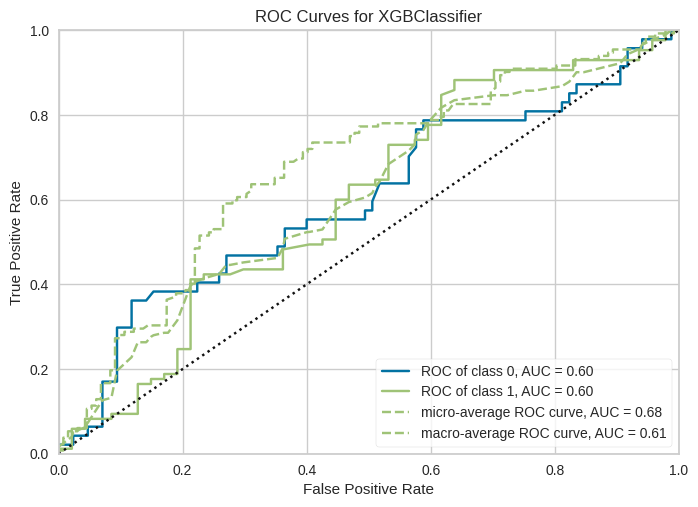 ROC Curves for XGBClassifier
1.0
0.8
0.6
0.4
0.2
0.0
True Positive Rate
0.0 0.2 0.4 0.6 0.8 1.0
False Positive Rate
ROC of class 0, AUC = 0.60
ROC of class 1, AUC = 0.60
micro-average ROC curve, AUC = 0.68
macro-average ROC curve, AUC = 0.61